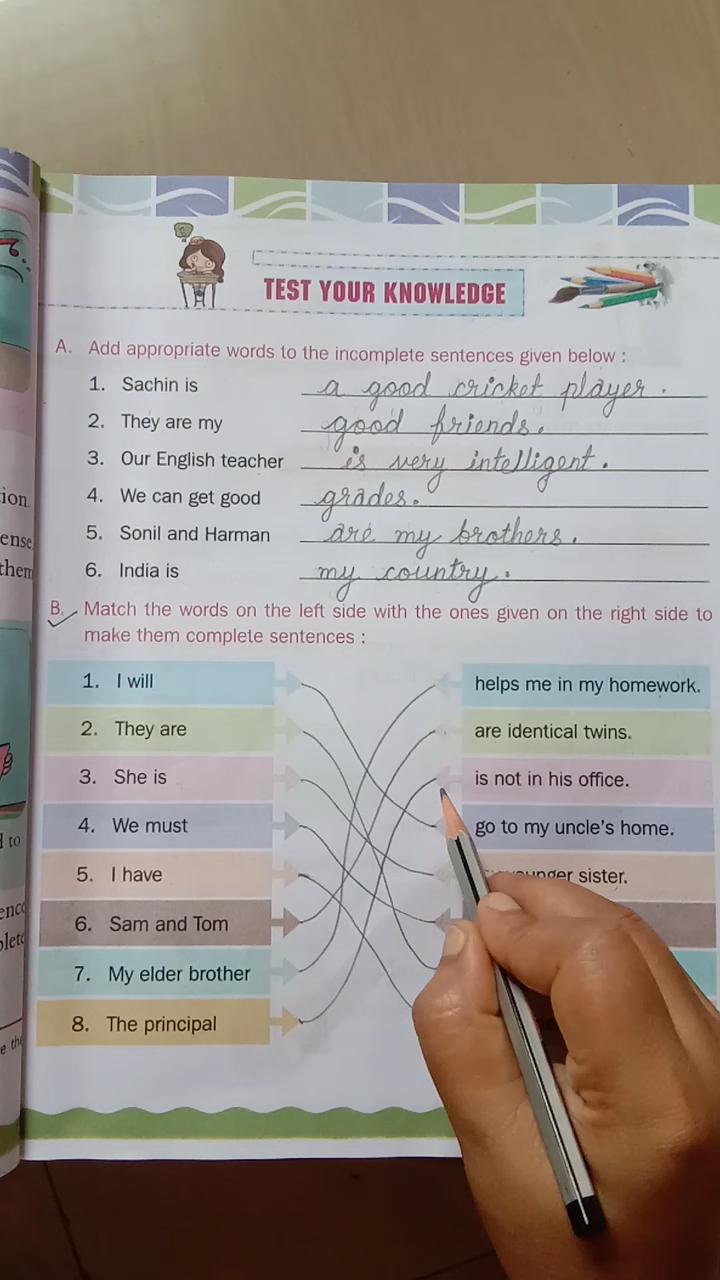 TEST YOUR KNOWLEDGE
A. Add appropriate words to the incomplete sentences given below :
1. Sachin is a good cricket player.
2. They are my good friends.
3. Our English teacher is very intelligent.
4. We can get good grades.
5. Sonil and Harman are my brothers.
6. India is my country.
B. Match the words on the left side with the ones given on the right side to
make them complete sentences :
1. I will helps me in my homework.
2. They are are identical twins.
3. She is is not in his office.
4. We must go to my uncle's home.
5. I have sister.
6. Sam and Tom
7. My elder brother
8. The principal